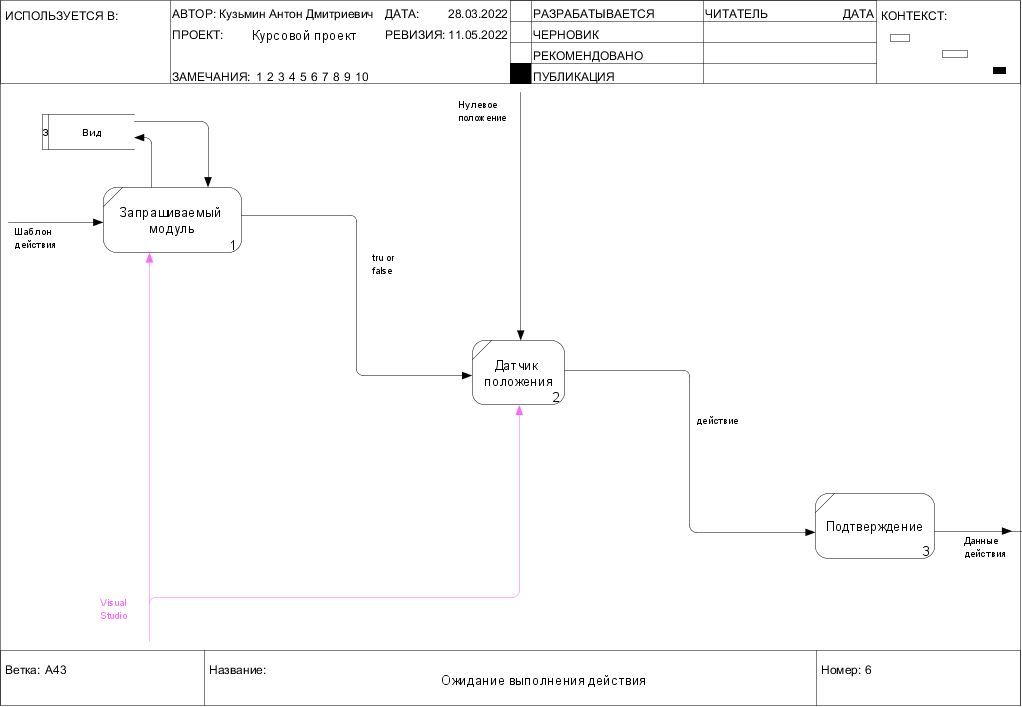 ИСПОЛЬЗУЕТСЯ В:
АВТОР: Кузьмин Антон Дмитриевич ДАТА: 28.03.2022
ПРОЕКТ: Курсовой проект РЕВИЗИЯ: 11.05.2022
ЗАМЕЧАНИЯ: 1 2 3 4 5 6 7 8 9 10
РАЗРАБАТЫВАЕТСЯ
ЧЕРНОВИК
РЕКОМЕНДОВАНО
ПУБЛИКАЦИЯ
ЧИТАТЕЛЬ ДАТА
КОНТЕКСТ:
Нулевое
положение
3 Вид
Запрашиваемый
модуль
1
Шаблон
действия
tru or
false
Датчик
положения
2
действие
Подтверждение
3
Данные
действия
Visual
Studio
Ветка: A43
Название:
Ожидание выполнения действия
Номер: 6